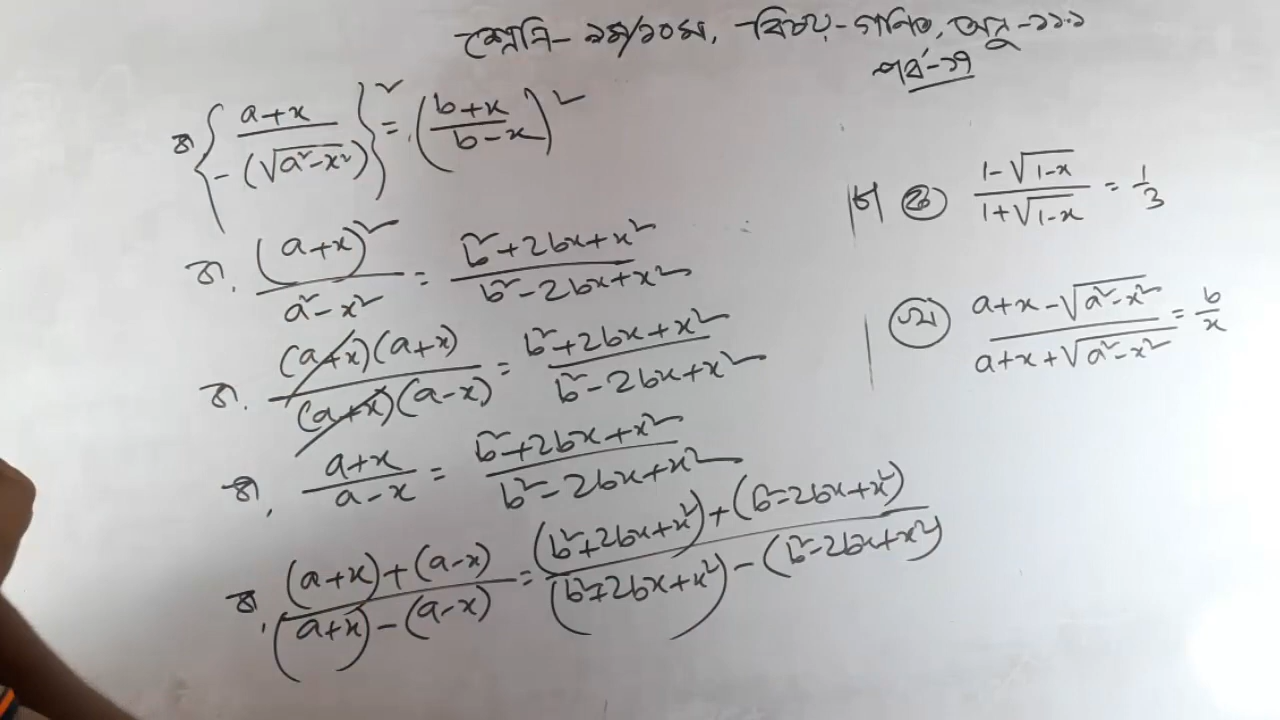 শ্রেণি- ৯ম/১০ম, বিষয়- গণিত, অনু-১১.১
পর্ব-১৭
বা { (a+x) / -(√a²-x²) }² = ( (b+x) / (b-x) )²
বা, (a+x)² / (a²-x²) = (b²+2bx+x²) / (b²-2bx+x²)
বা, (a+x)(a+x) / (a+x)(a-x) = (b²+2bx+x²) / (b²-2bx+x²)
বা, (a+x) / (a-x) = (b²+2bx+x²) / (b²-2bx+x²)
বা, {(a+x)+(a-x)} / {(a+x)-(a-x)} = {(b²+2bx+x²)+(b²-2bx+x²)} / {(b²+2bx+x²)-(b²-2bx+x²)}
(1-√1-x) / (1+√1-x) = 1/3
(a+x-√a²-x²) / (a+x+√a²-x²) = b/x